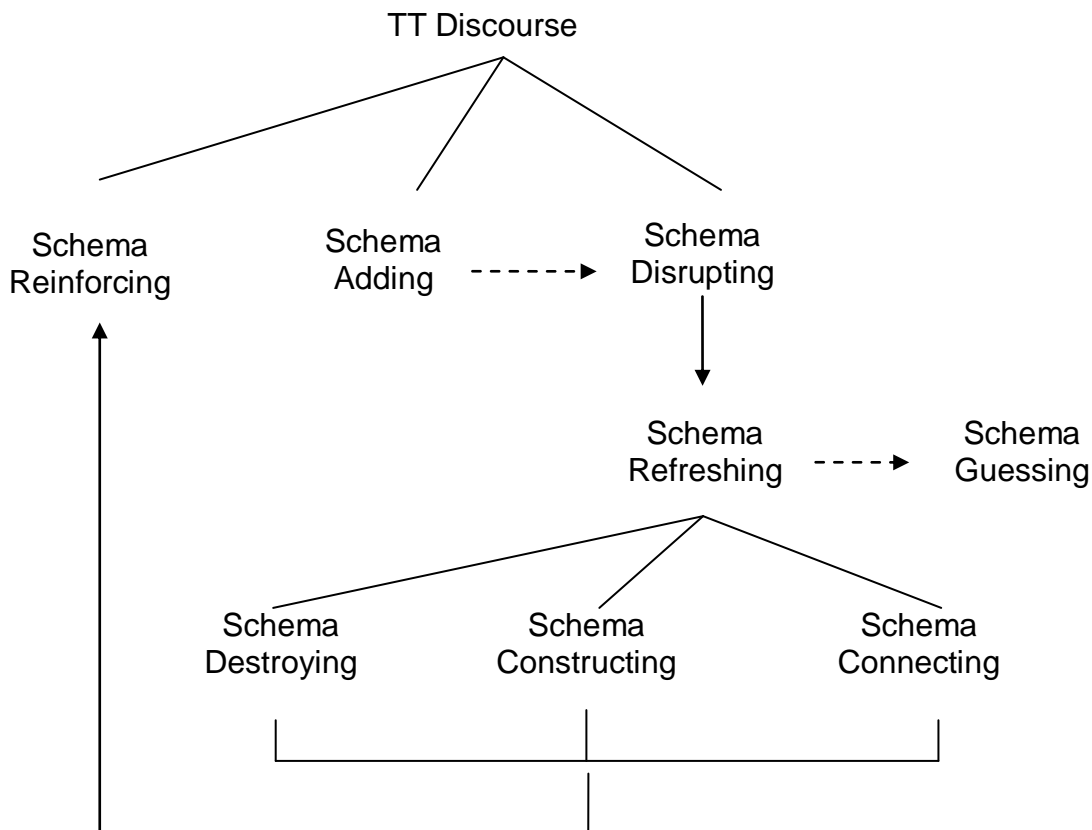 TT Discourse
Schema
Reinforcing
Schema
Adding
Schema
Disrupting
Schema
Refreshing
Schema
Guessing
Schema
Destroying
Schema
Constructing
Schema
Connecting